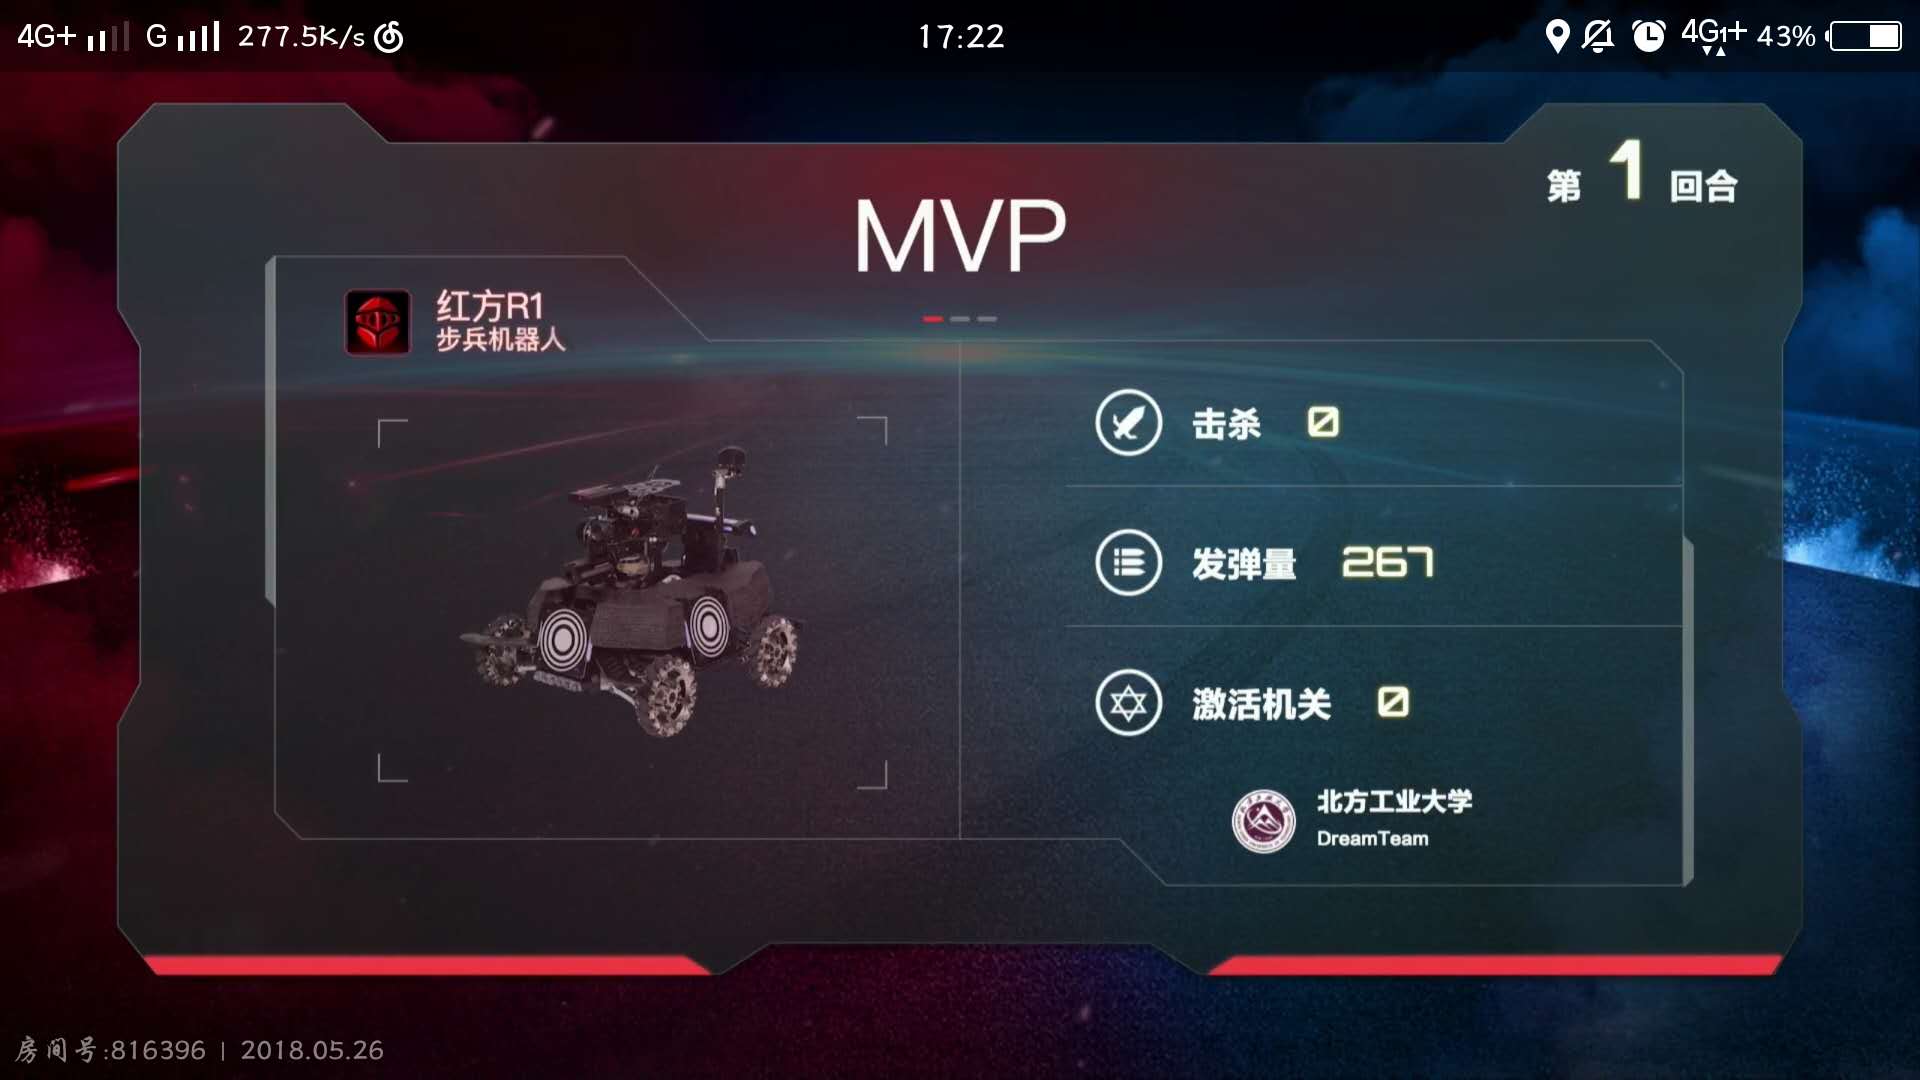 4G+ G 277.5K/s 17:22 4G+ 43%
第1回合
MVP
红方R1
步兵机器人
击杀 0
发弹量 267
激活机关 0
北方工业大学
DreamTeam
房间号:816396 | 2018.05.26